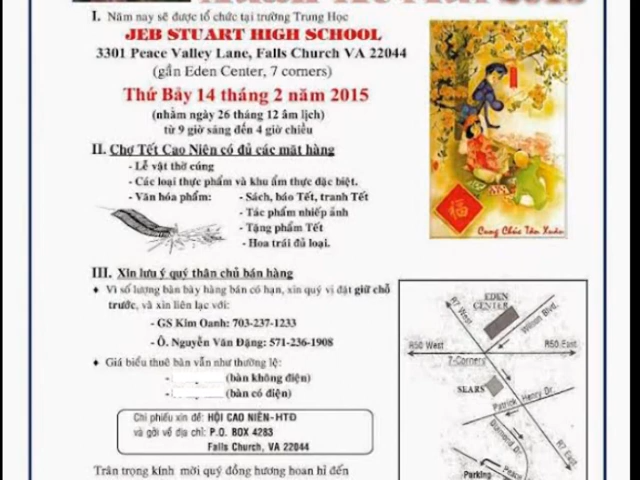 2015
I. Năm nay sẽ được tổ chức tại trường Trung Học
JEB STUART HIGH SCHOOL
3301 Peace Valley Lane, Falls Church VA 22044
(gần Eden Center, 7 corners)
Thứ Bảy 14 tháng 2 năm 2015
(nhằm ngày 26 tháng 12 âm lịch)
từ 9 giờ sáng đến 4 giờ chiều
II. Chợ Tết Cao Niên có đủ các mặt hàng
- Lễ vật thờ cúng
- Các loại thực phẩm và khu ẩm thực đặc biệt.
- Văn hóa phẩm: - Sách, báo Tết, tranh Tết
- Tác phẩm nhiếp ảnh
- Tặng phẩm Tết
- Hoa trái đủ loại.
福
Cung Chúc Tân Xuân
III. Xin lưu ý quý thân chủ bán hàng
♦ Vì số lượng bàn bày hàng bán có hạn, xin quý vị đặt giữ chỗ
trước, và xin liên lạc với:
- GS Kim Oanh: 703-237-1233
- Ô. Nguyễn Văn Đặng: 571-236-1908
♦ Giá biểu thuê bàn vẫn như thường lệ:
- (bàn không điện)
- (bàn có điện)
Chi phiếu xin đề: HỘI CAO NIÊN-HTĐ
và gởi về địa chỉ: P.O. BOX 4283
Falls Church, VA 22044
Trân trọng kính mời quý đồng hương hoan hỉ đến
EDEN
CENTER
R7 West
Wilson Blvd.
R50 West
R50 East
7-Corners
SEARS
Patrick Henry Dr.
Diamond Dr.
R7 East
Peace
Parking